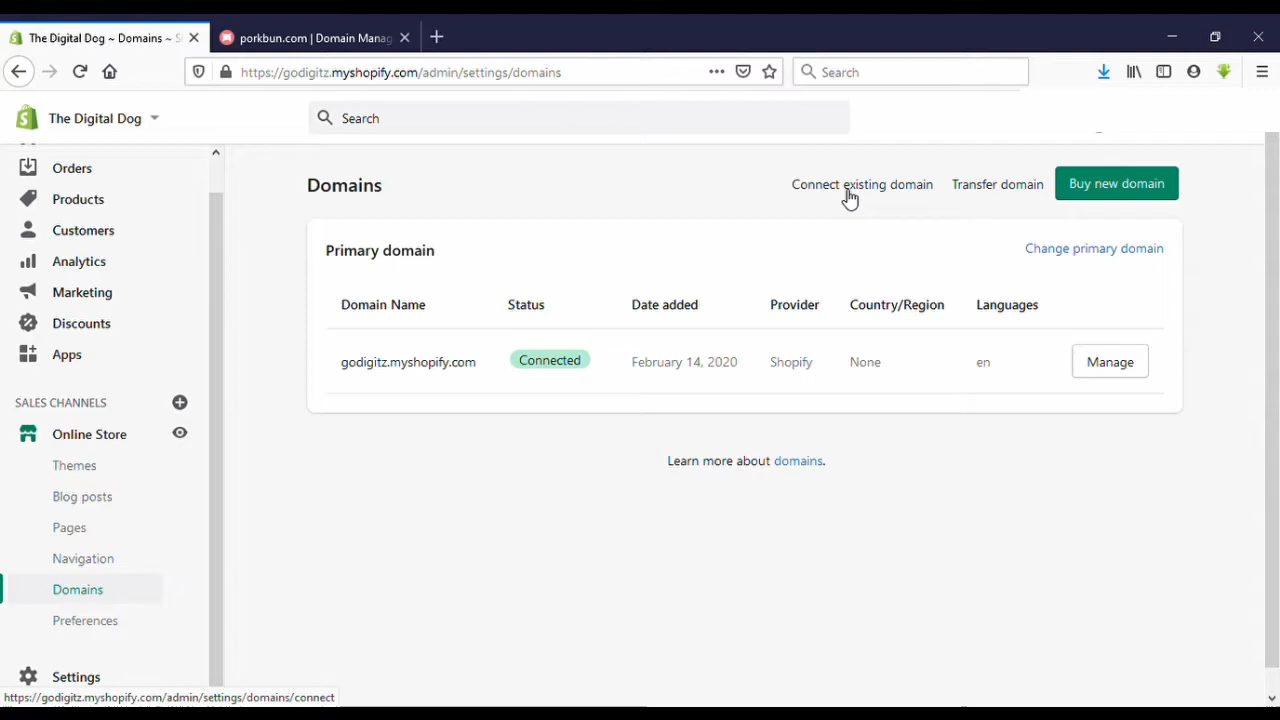 The Digital Dog ~ Domains ~ S
porkbun.com | Domain Manag
https://godigitz.myshopify.com/admin/settings/domains
Search
The Digital Dog
Search
Orders
Products
Customers
Analytics
Marketing
Discounts
Apps
SALES CHANNELS
Online Store
Themes
Blog posts
Pages
Navigation
Domains
Preferences
Settings
Domains
Connect existing domain
Transfer domain
Buy new domain
Primary domain
Change primary domain
Domain Name Status Date added Provider Country/Region Languages
godigitz.myshopify.com Connected February 14, 2020 Shopify None en Manage
Learn more about domains.
https://godigitz.myshopify.com/admin/settings/domains/connect